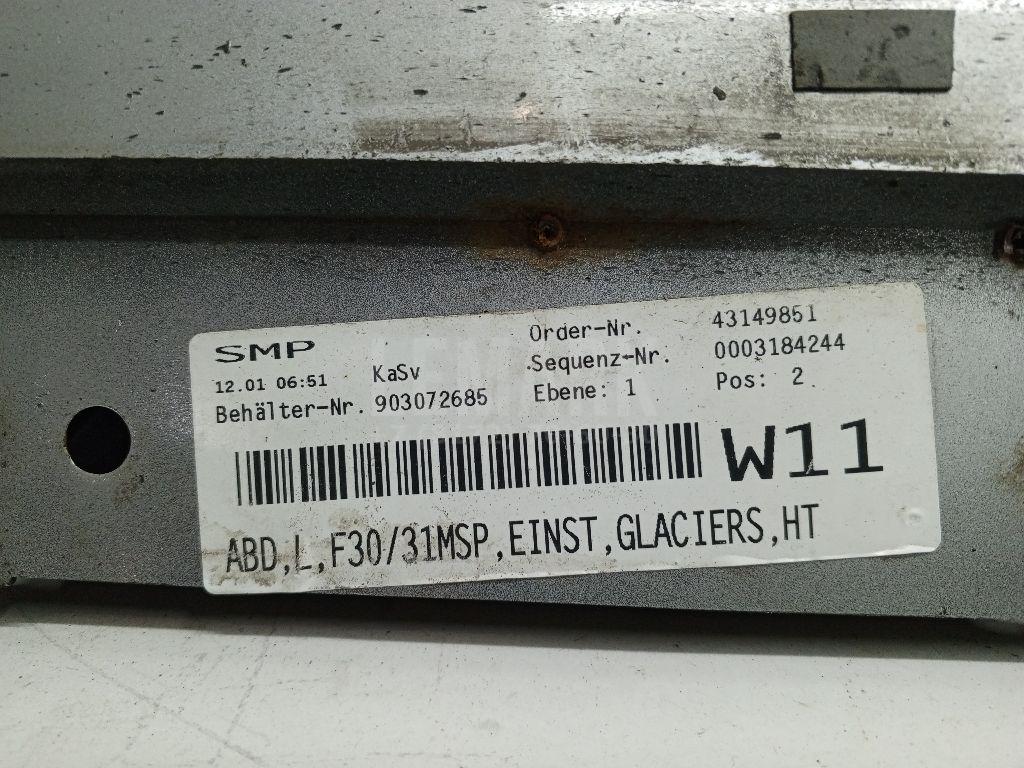 SMP
12.01 06:51 KaSv
Behälter-Nr. 903072685
Order-Nr. 43149851
Sequenz-Nr. 0003184244
Ebene: 1 Pos: 2
W11
ABD,L,F30/31MSP,EINST,GLACIERS,HT